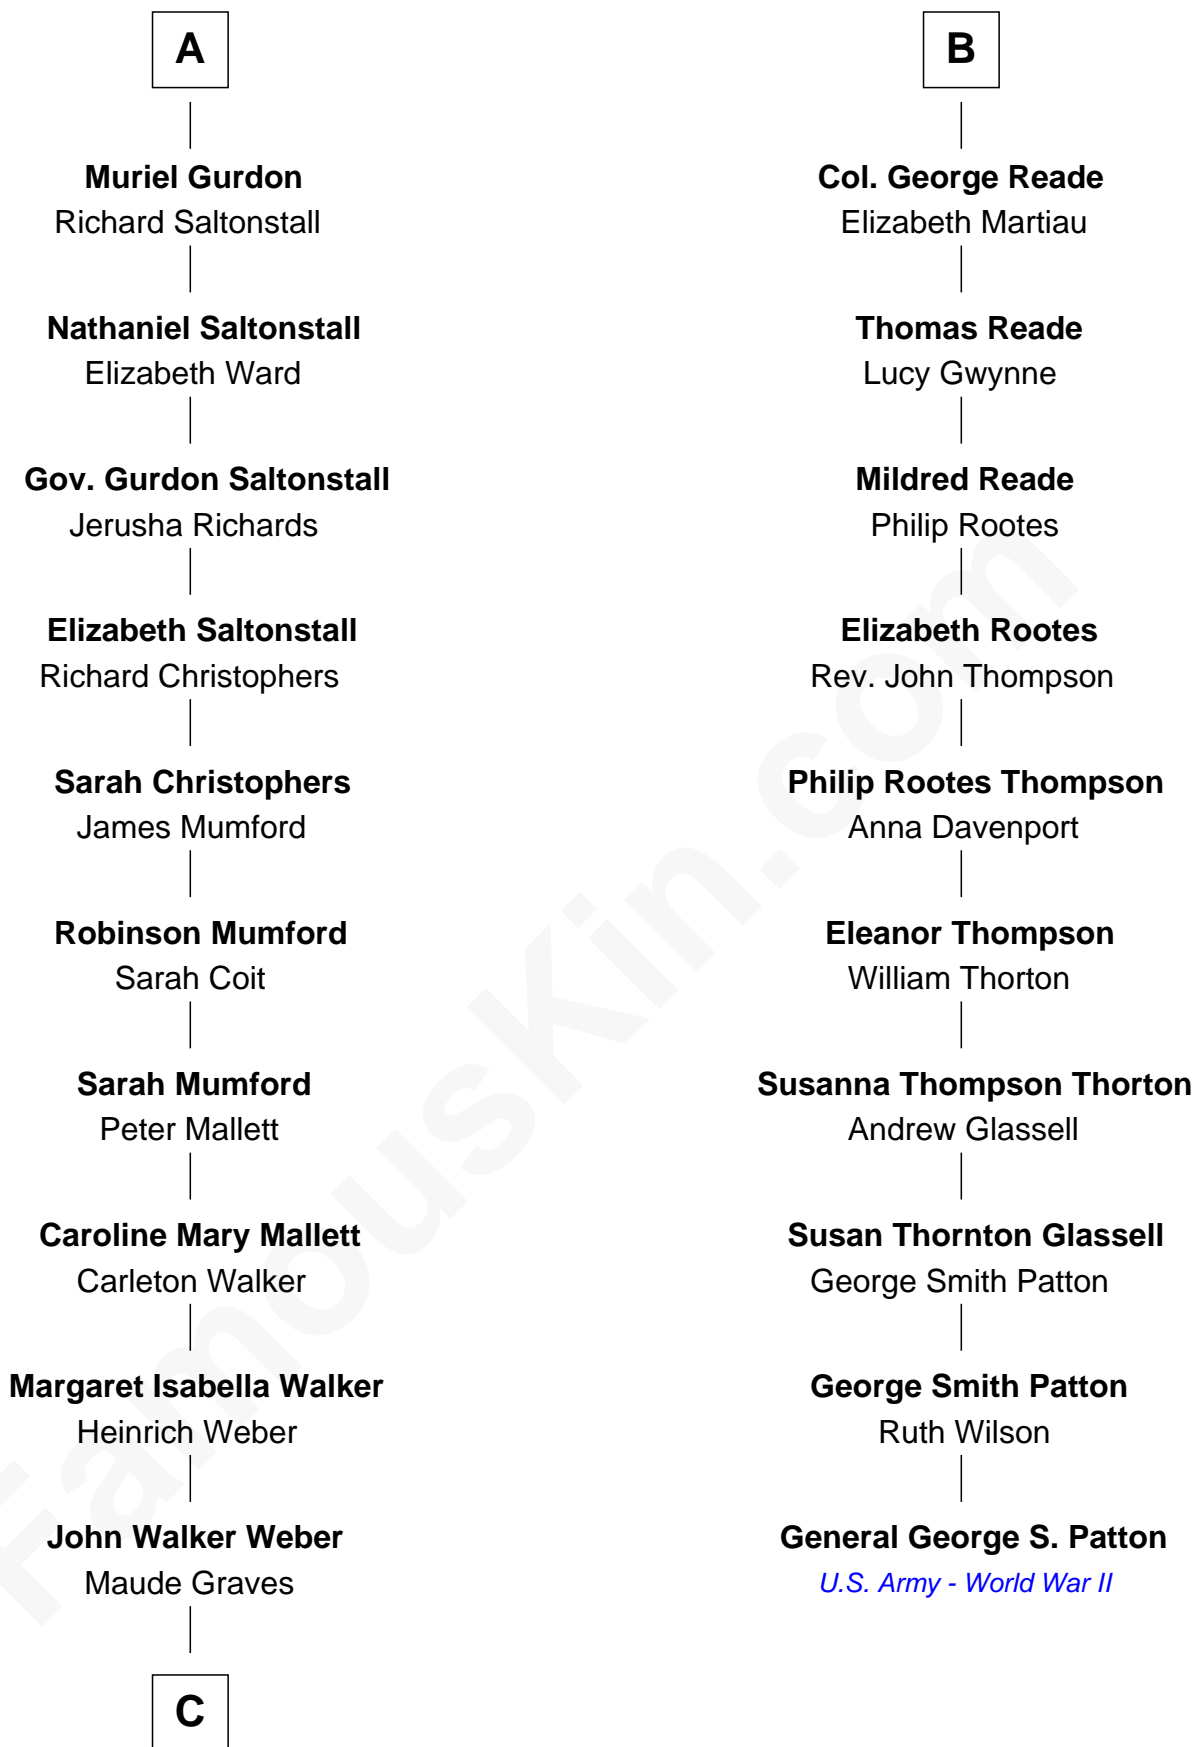 A
Muriel Gurdon
Richard Saltonstall
Nathaniel Saltonstall
Elizabeth Ward
Gov. Gurdon Saltonstall
Jerusha Richards
Elizabeth Saltonstall
Richard Christophers
Sarah Christophers
James Mumford
Robinson Mumford
Sarah Coit
Sarah Mumford
Peter Mallett
Caroline Mary Mallett
Carleton Walker
Margaret Isabella Walker
Heinrich Weber
John Walker Weber
Maude Graves
C
B
Col. George Reade
Elizabeth Martiau
Thomas Reade
Lucy Gwynne
Mildred Reade
Philip Rootes
Elizabeth Rootes
Rev. John Thompson
Philip Rootes Thompson
Anna Davenport
Eleanor Thompson
William Thorton
Susanna Thompson Thorton
Andrew Glassell
Susan Thornton Glassell
George Smith Patton
George Smith Patton
Ruth Wilson
General George S. Patton
U.S. Army - World War II
FamousKin.com